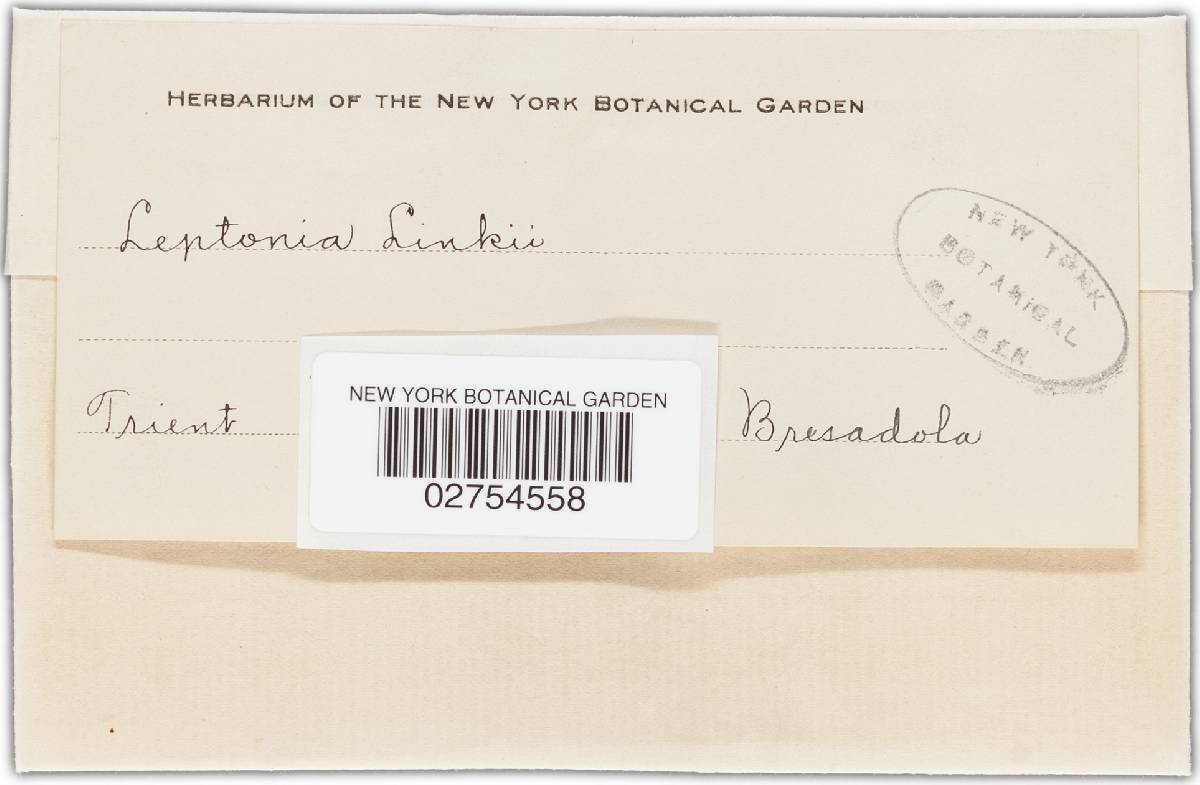 HERBARIUM OF THE NEW YORK BOTANICAL GARDEN
Leptonia Linkii
NEW YORK
BOTANICAL
GARDEN
Trient
Bresadola
NEW YORK BOTANICAL GARDEN
02754558